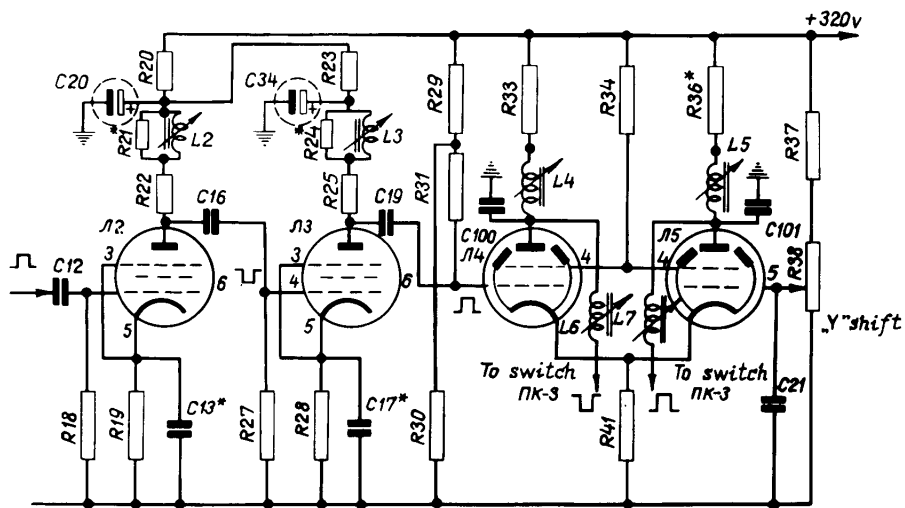 +320v
C20
R20
C34
R23
R29
R33
R34
R36*
R37
*
R21
L2
*
R24
L3
L5
R22
C16
R25
C19
R31
L4
Л2
Л3
C100
Л4
Л5
C101
R38
C12
3
6
3
4
6
4
4
5
5
5
L6
L7
„Y" shift
To switch
ПК-3
To switch
ПК-3
C21
R18
R19
C13*
R27
R28
C17*
R30
R41